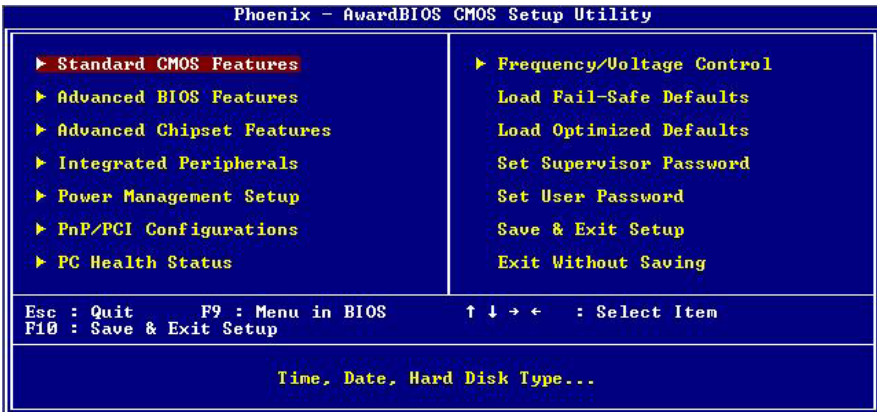 Phoenix - AwardBIOS CMOS Setup Utility
Standard CMOS Features
Advanced BIOS Features
Advanced Chipset Features
Integrated Peripherals
Power Management Setup
PnP/PCI Configurations
PC Health Status
Frequency/Voltage Control
Load Fail-Safe Defaults
Load Optimized Defaults
Set Supervisor Password
Set User Password
Save & Exit Setup
Exit Without Saving
Esc : Quit F9 : Menu in BIOS ↑ ↓ → ← : Select Item
F10 : Save & Exit Setup
Time, Date, Hard Disk Type...